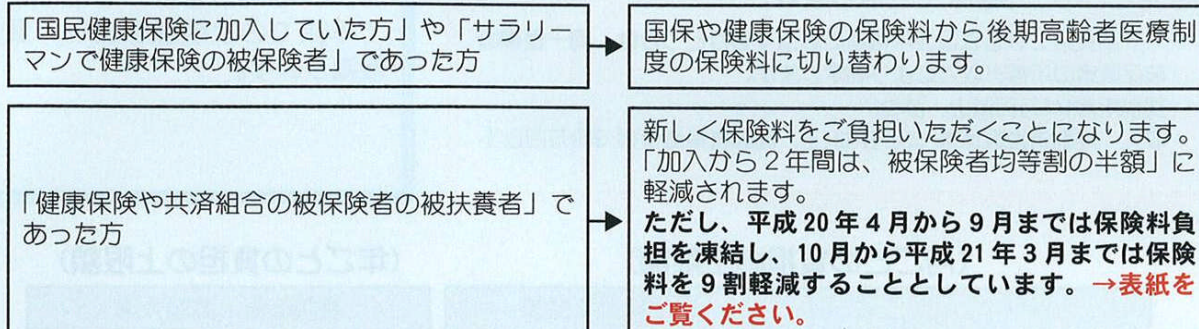 「国民健康保険に加入していた方」や「サラリー
マンで健康保険の被保険者」であった方
国保や健康保険の保険料から後期高齢者医療制
度の保険料に切り替わります。
「健康保険や共済組合の被保険者の被扶養者」で
あった方
新しく保険料をご負担いただくことになります。
「加入から2年間は、被保険者均等割の半額」に
軽減されます。
ただし、平成20年4月から9月までは保険料負
担を凍結し、10月から平成21年3月までは保険
料を9割軽減することとしています。→表紙を
ご覧ください。